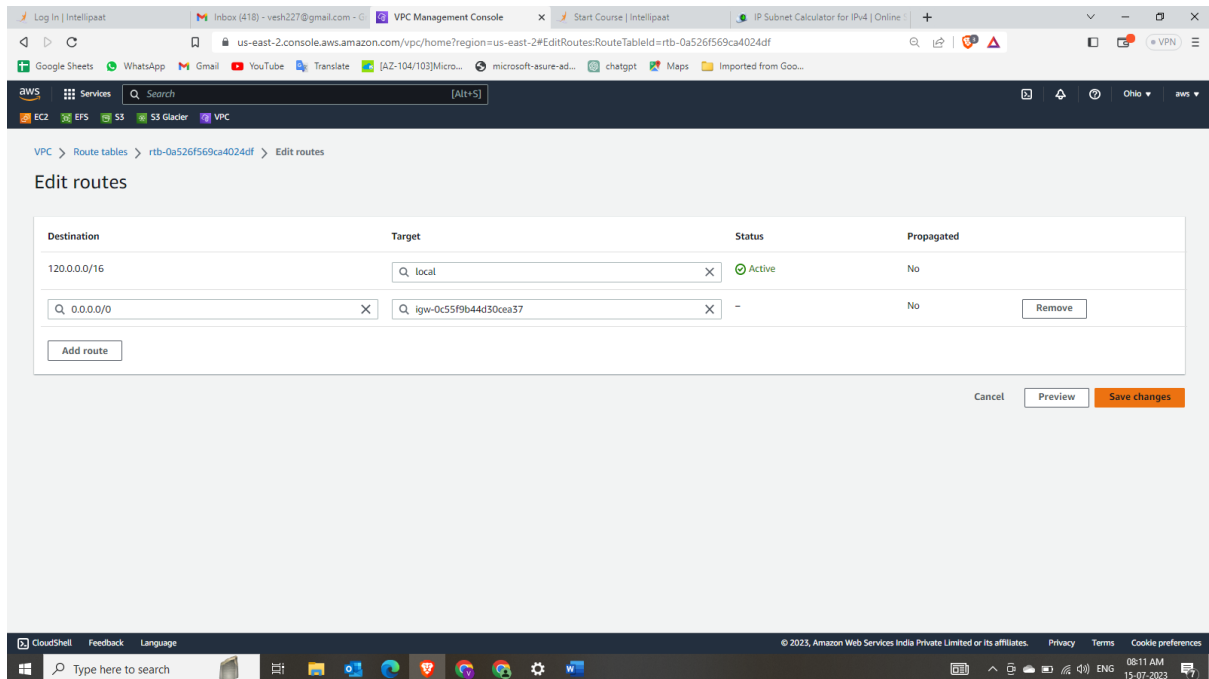 Log In | Intellipaat
Inbox (418) - vesh227@gmail.com - G
VPC Management Console
Start Course | Intellipaat
IP Subnet Calculator for IPv4 | Online S
us-east-2.console.aws.amazon.com/vpc/home?region=us-east-2#EditRoutes:RouteTableId=rtb-0a526f569ca4024df
VPN
Google Sheets
WhatsApp
Gmail
YouTube
Translate
[AZ-104/103]Micro...
microsoft-asure-ad...
chatgpt
Maps
Imported from Goo...
aws
Services
Search
[Alt+S]
Ohio
aws
EC2
EFS
S3
S3 Glacier
VPC
VPC > Route tables > rtb-0a526f569ca4024df > Edit routes
Edit routes
Destination Target Status Propagated
120.0.0.0/16 local Active No
0.0.0.0/0 igw-0c55f9b44d30cea37 – No Remove
Add route
Cancel Preview Save changes
CloudShell Feedback Language
© 2023, Amazon Web Services India Private Limited or its affiliates. Privacy Terms Cookie preferences
Type here to search
ENG
08:11 AM
15-07-2023